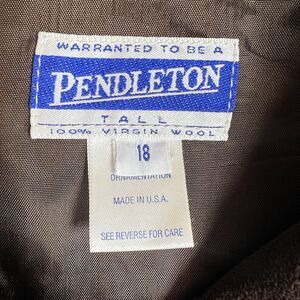 WARRANTED TO BE A
PENDLETON
TALL
100% VIRGIN WOOL
18
ORNAMENTATION
MADE IN U.S.A.
SEE REVERSE FOR CARE